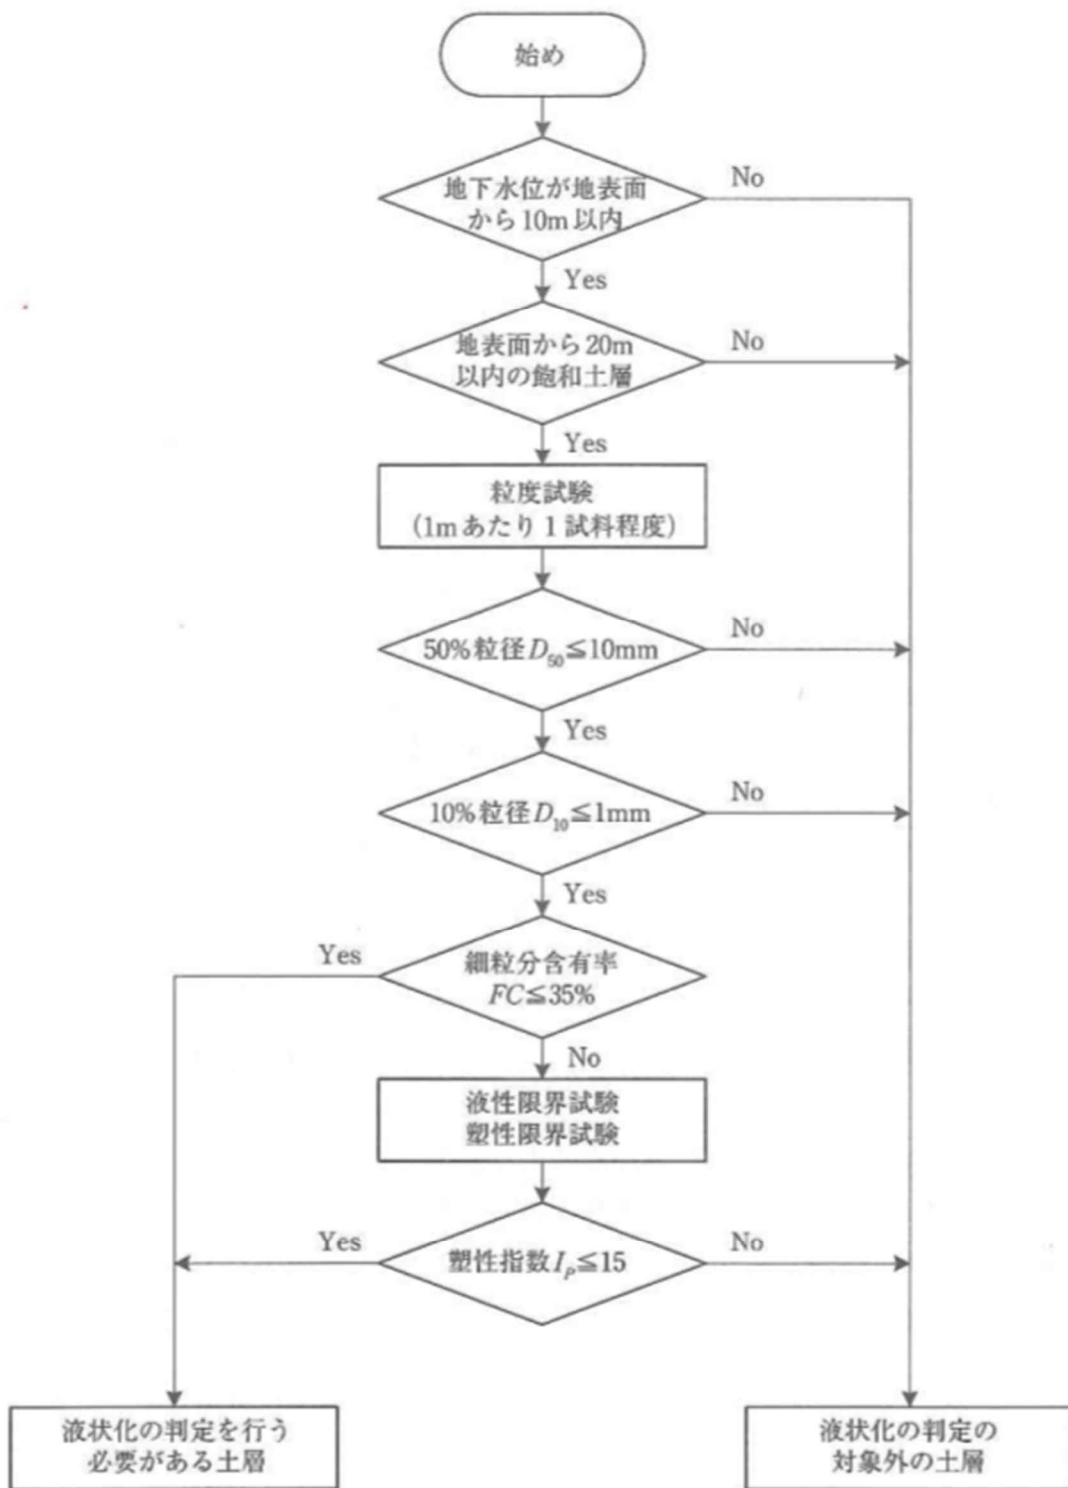 始め
地下水位が地表面
から10m以内
No
Yes
地表面から20m
以内の飽和土層
No
Yes
粒度試験
(1mあたり1試料程度)
50%粒径D50≦10mm
No
Yes
10%粒径D10≦1mm
No
Yes
細粒分含有率
FC≦35%
Yes
No
液性限界試験
塑性限界試験
塑性指数IP≦15
Yes
No
液状化の判定を行う
必要がある土層
液状化の判定の
対象外の土層